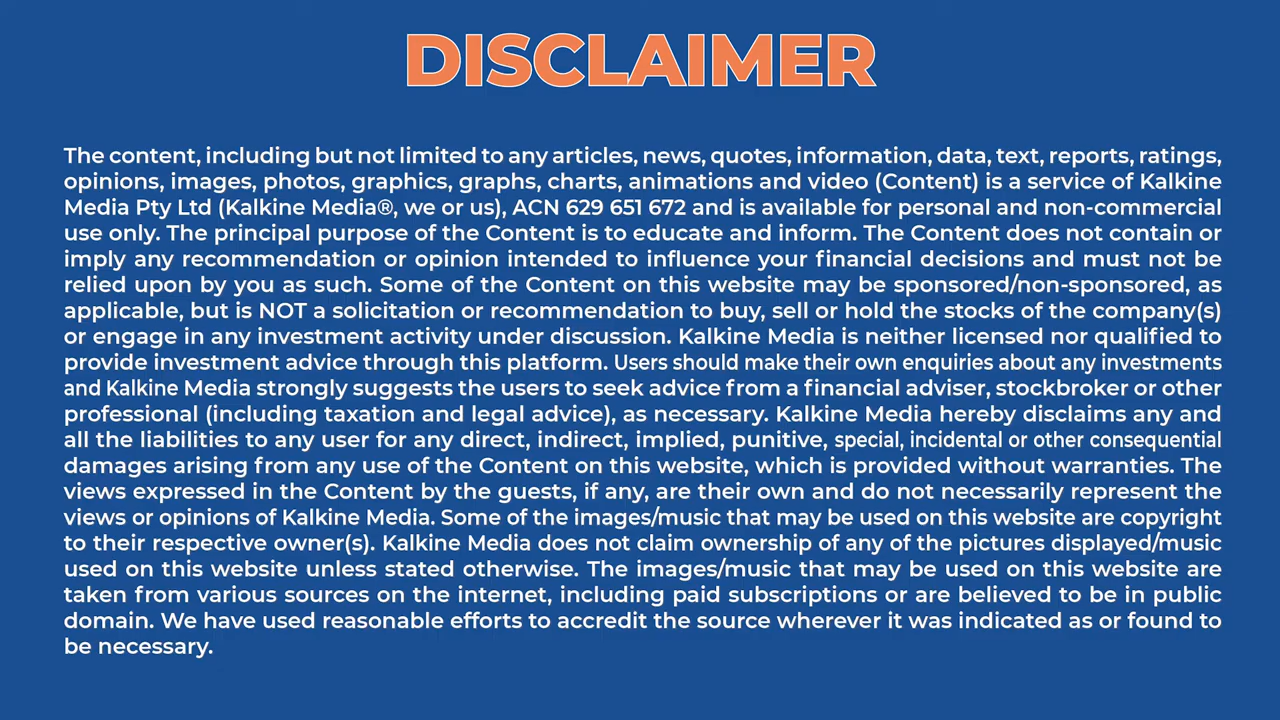 DISCLAIMER
The content, including but not limited to any articles, news, quotes, information, data, text, reports, ratings,
opinions, images, photos, graphics, graphs, charts, animations and video (Content) is a service of Kalkine
Media Pty Ltd (Kalkine Media®, we or us), ACN 629 651 672 and is available for personal and non-commercial
use only. The principal purpose of the Content is to educate and inform. The Content does not contain or
imply any recommendation or opinion intended to influence your financial decisions and must not be
relied upon by you as such. Some of the Content on this website may be sponsored/non-sponsored, as
applicable, but is NOT a solicitation or recommendation to buy, sell or hold the stocks of the company(s)
or engage in any investment activity under discussion. Kalkine Media is neither licensed nor qualified to
provide investment advice through this platform. Users should make their own enquiries about any investments
and Kalkine Media strongly suggests the users to seek advice from a financial adviser, stockbroker or other
professional (including taxation and legal advice), as necessary. Kalkine Media hereby disclaims any and
all the liabilities to any user for any direct, indirect, implied, punitive, special, incidental or other consequential
damages arising from any use of the Content on this website, which is provided without warranties. The
views expressed in the Content by the guests, if any, are their own and do not necessarily represent the
views or opinions of Kalkine Media. Some of the images/music that may be used on this website are copyright
to their respective owner(s). Kalkine Media does not claim ownership of any of the pictures displayed/music
used on this website unless stated otherwise. The images/music that may be used on this website are
taken from various sources on the internet, including paid subscriptions or are believed to be in public
domain. We have used reasonable efforts to accredit the source wherever it was indicated as or found to
be necessary.